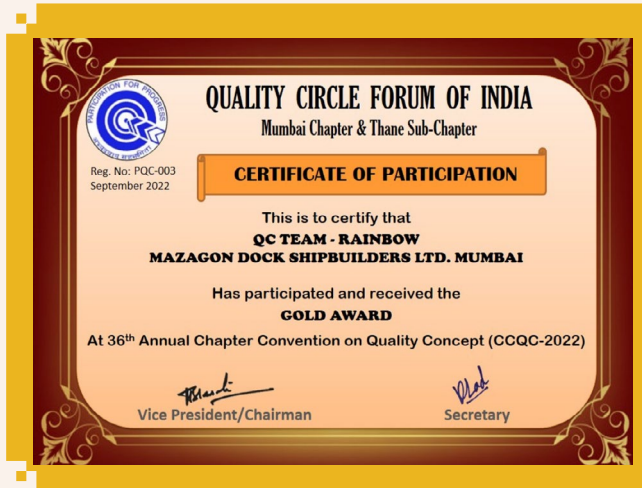 PARTICIPATION FOR PROGRESS
QUALITY CIRCLE FORUM OF INDIA
Mumbai Chapter & Thane Sub-Chapter
Reg. No: PQC-003
September 2022
CERTIFICATE OF PARTICIPATION
This is to certify that
QC TEAM - RAINBOW
MAZAGON DOCK SHIPBUILDERS LTD. MUMBAI
Has participated and received the
GOLD AWARD
At 36th Annual Chapter Convention on Quality Concept (CCQC-2022)
Vice President/Chairman
Secretary